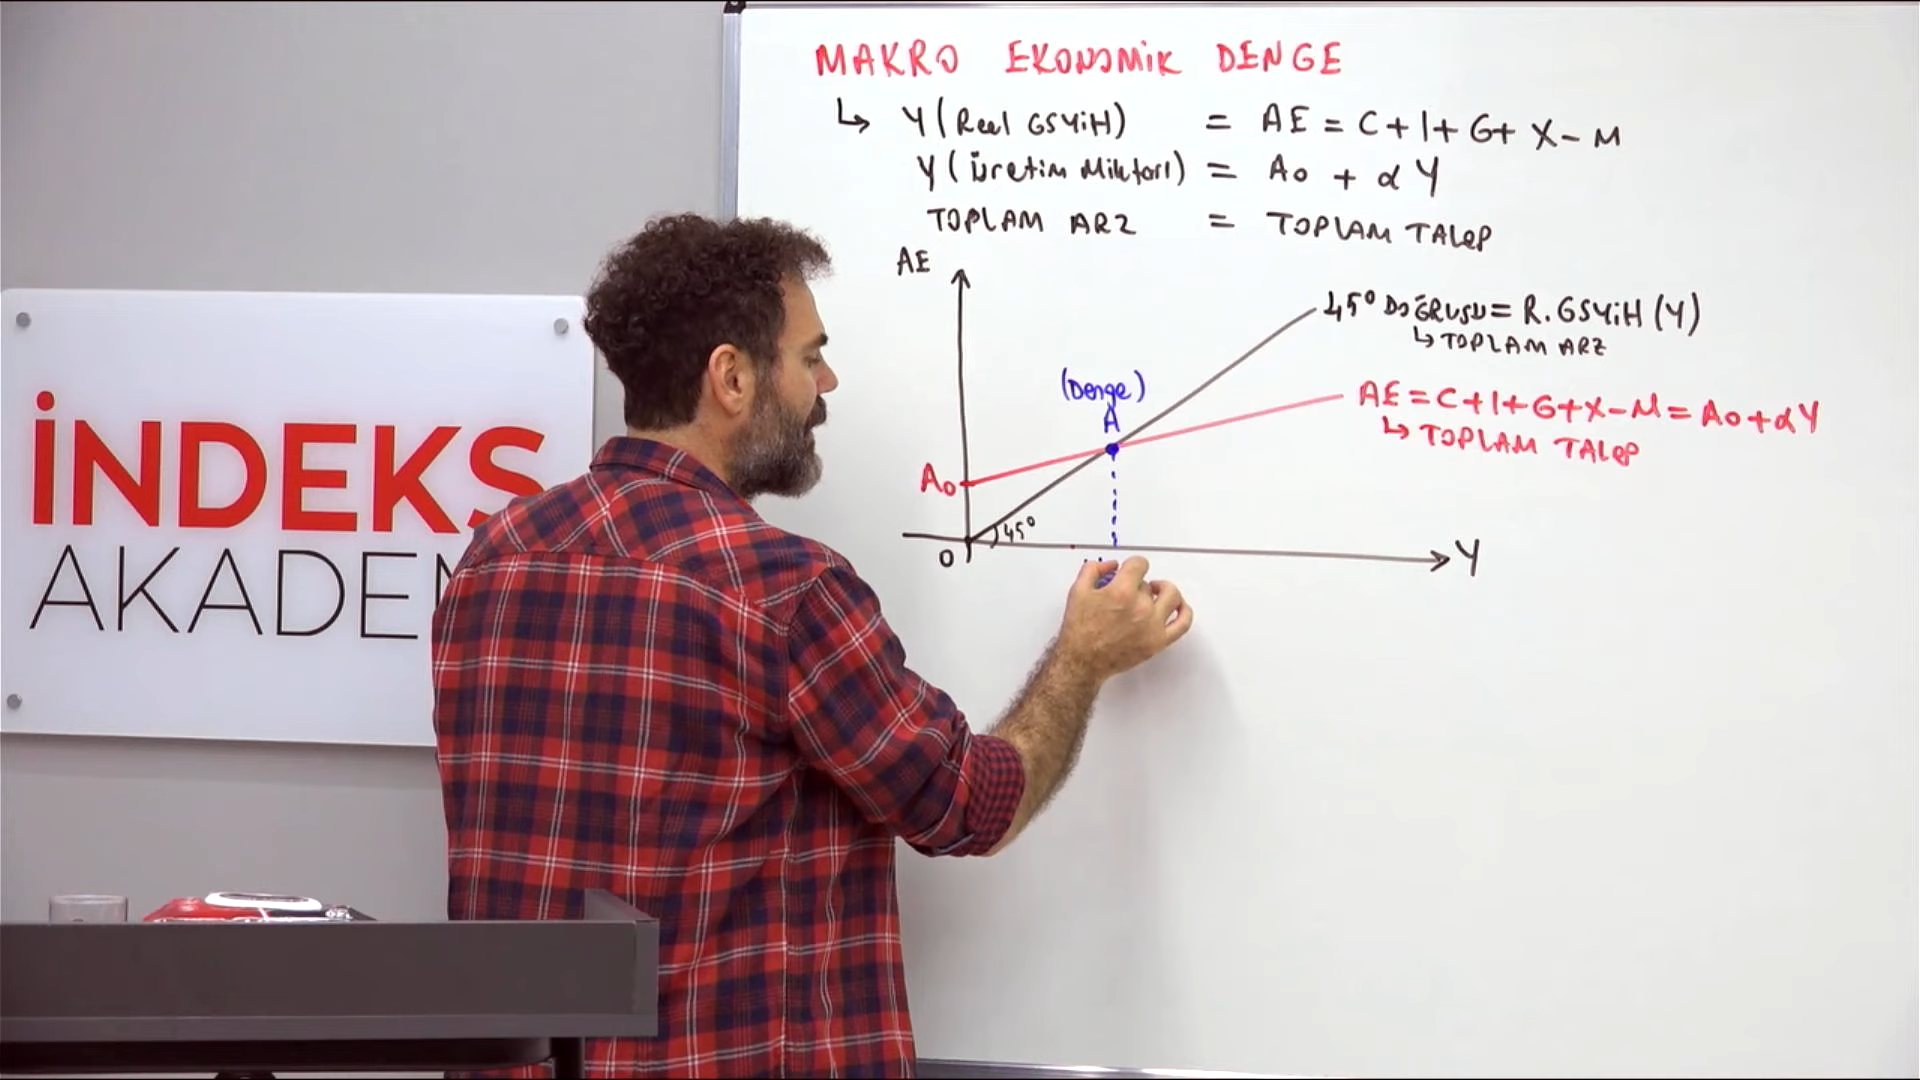 MAKRO EKONOMİK DENGE
↳ Y (Reel GSYİH) = AE = C+I+G+X-M
Y (Üretim Miktarı) = A₀ + αY
TOPLAM ARZ = TOPLAM TALEP
AE
45° DOĞRUSU = R.GSYİH (Y)
↳ TOPLAM ARZ
(Denge)
A
AE = C+I+G+X-M = A₀+αY
↳ TOPLAM TALEP
A₀
45°
0
Y
İNDEKS
AKADE